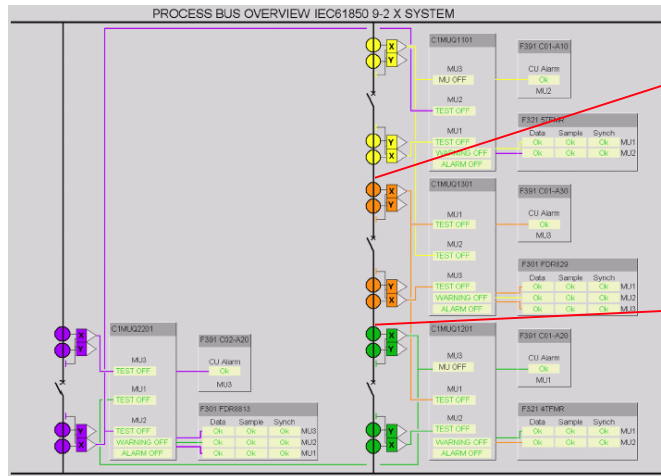 PROCESS BUS OVERVIEW IEC61850 9-2 X SYSTEM
X
Y
Y
X
C1MUQ1101
MU3
MU OFF
MU2
TEST OFF
MU1
TEST OFF
WARNING OFF
ALARM OFF
F391 C01-A10
CU Alarm
Ok
MU2
F321 5TFMR
Data Sample Synch
Ok Ok Ok MU1
Ok Ok Ok MU2
X
Y
Y
X
C1MUQ1301
MU1
TEST OFF
MU2
TEST OFF
MU3
TEST OFF
WARNING OFF
ALARM OFF
F391 C01-A30
CU Alarm
Ok
MU3
F301 FDR829
Data Sample Synch
Ok Ok Ok MU1
Ok Ok Ok MU2
Ok Ok Ok MU3
X
Y
Y
X
C1MUQ2201
MU3
TEST OFF
MU1
TEST OFF
MU2
TEST OFF
WARNING OFF
ALARM OFF
F391 C02-A20
CU Alarm
Ok
MU3
F301 FDR8813
Data Sample Synch
Ok Ok Ok MU3
Ok Ok Ok MU2
Ok Ok Ok MU1
X
Y
Y
X
C1MUQ1201
MU3
MU OFF
MU1
TEST OFF
MU2
TEST OFF
WARNING OFF
ALARM OFF
F391 C01-A20
CU Alarm
Ok
MU1
F321 4TFMR
Data Sample Synch
Ok Ok Ok MU1
Ok Ok Ok MU2